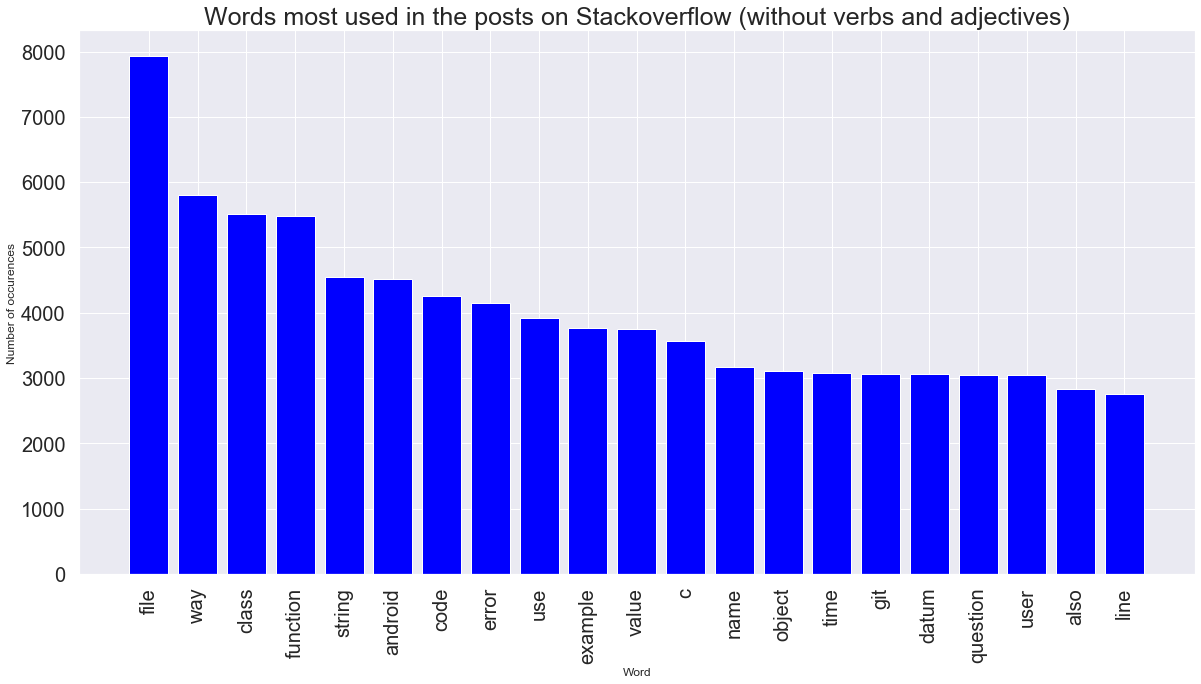 Words most used in the posts on Stackoverflow (without verbs and adjectives)
Number of occurences
8000
7000
6000
5000
4000
3000
2000
1000
0
file
way
class
function
string
android
code
error
use
example
value
c
name
object
time
git
datum
question
user
also
line
Word